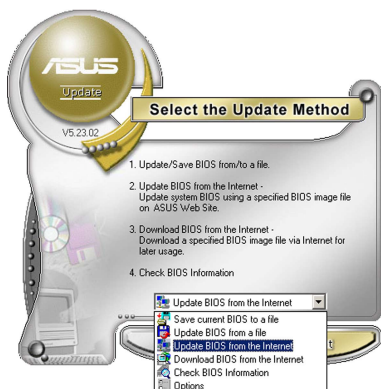 ASUS
Update
V5.23.02
Select the Update Method
1. Update/Save BIOS from/to a file.
2. Update BIOS from the Internet -
Update system BIOS using a specified BIOS image file
on ASUS Web Site.
3. Download BIOS from the Internet -
Download a specified BIOS image file via Internet for
later usage.
4. Check BIOS Information
Update BIOS from the Internet
Save current BIOS to a file
Update BIOS from a file
Update BIOS from the Internet
Download BIOS from the Internet
Check BIOS Information
Options